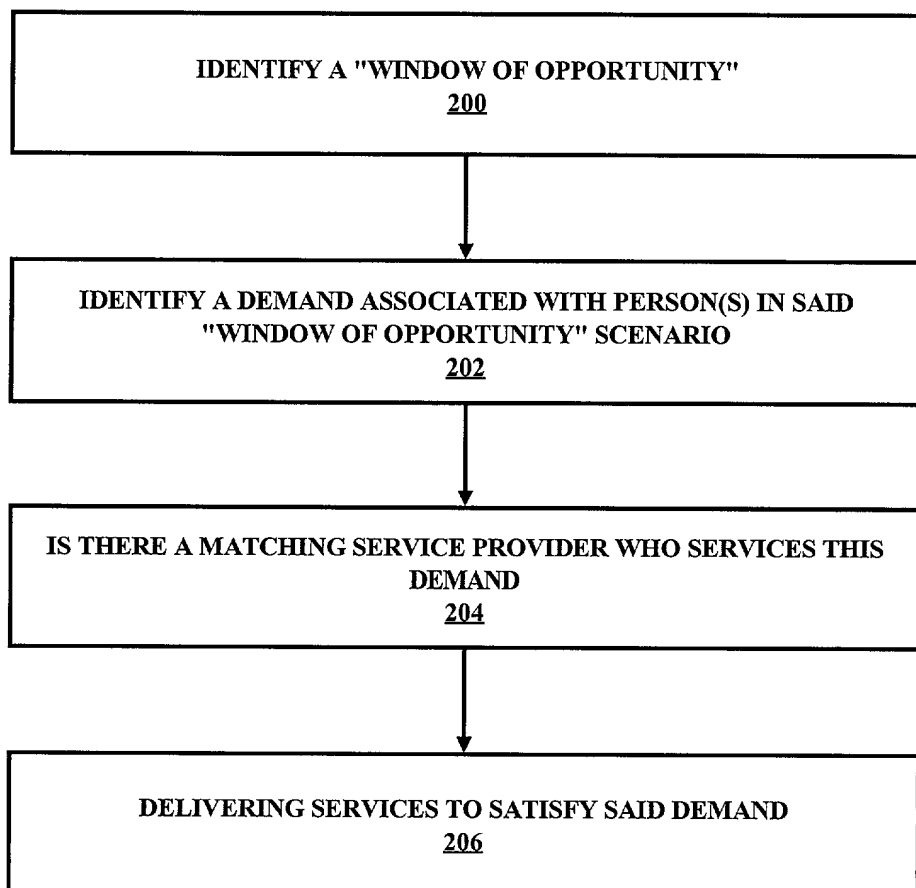 IDENTIFY A "WINDOW OF OPPORTUNITY"
200
IDENTIFY A DEMAND ASSOCIATED WITH PERSON(S) IN SAID
"WINDOW OF OPPORTUNITY" SCENARIO
202
IS THERE A MATCHING SERVICE PROVIDER WHO SERVICES THIS
DEMAND
204
DELIVERING SERVICES TO SATISFY SAID DEMAND
206